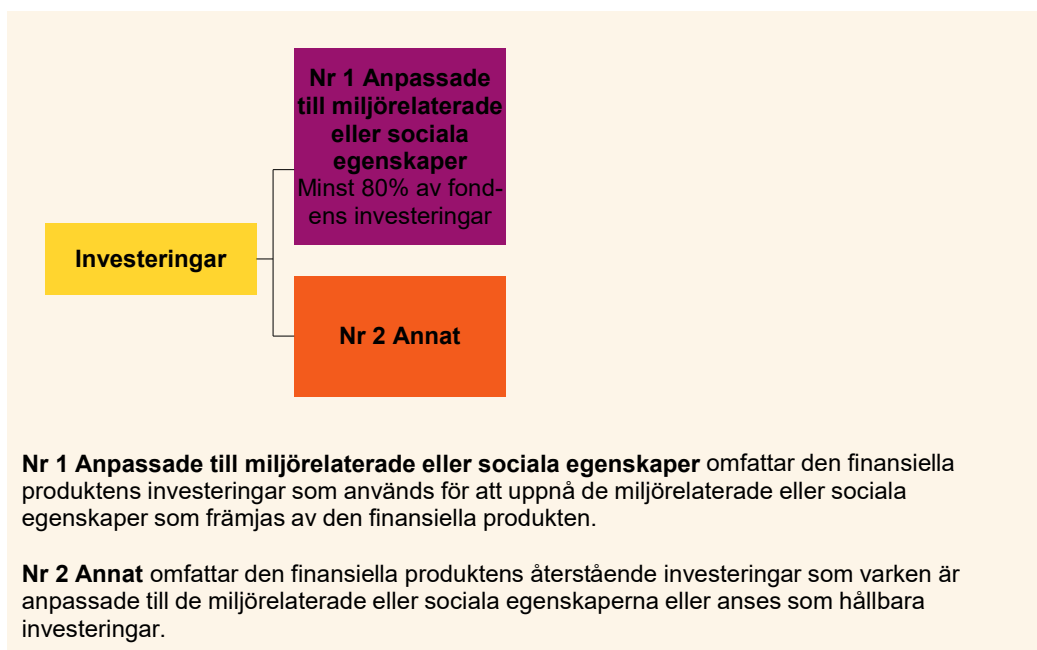 Nr 1 Anpassade
till miljörelaterade
eller sociala
egenskaper
Minst 80% av fond-
ens investeringar
Investeringar
Nr 2 Annat
Nr 1 Anpassade till miljörelaterade eller sociala egenskaper omfattar den finansiella
produktens investeringar som används för att uppnå de miljörelaterade eller sociala
egenskaper som främjas av den finansiella produkten.
Nr 2 Annat omfattar den finansiella produktens återstående investeringar som varken är
anpassade till de miljörelaterade eller sociala egenskaperna eller anses som hållbara
investeringar.